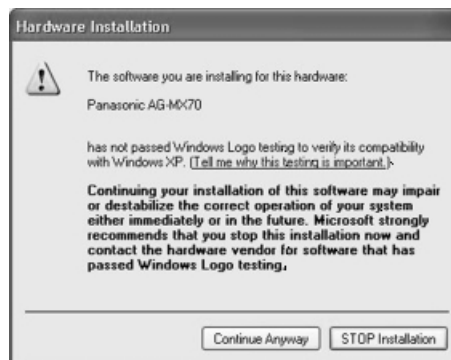 Hardware Installation
The software you are installing for this hardware:
Panasonic AG-MX70
has not passed Windows Logo testing to verify its compatibility
with Windows XP. (Tell me why this testing is important.)
Continuing your installation of this software may impair
or destabilize the correct operation of your system
either immediately or in the future. Microsoft strongly
recommends that you stop this installation now and
contact the hardware vendor for software that has
passed Windows Logo testing.
Continue Anyway
STOP Installation